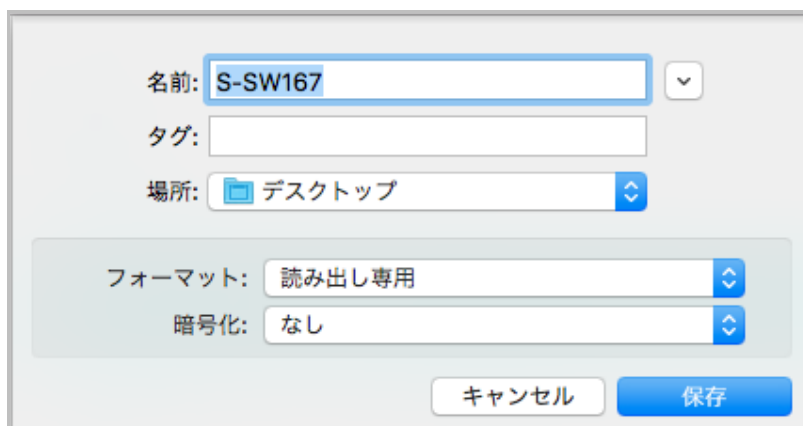 名前: S-SW167
タグ:
場所: デスクトップ
フォーマット: 読み出し専用
暗号化: なし
キャンセル 保存